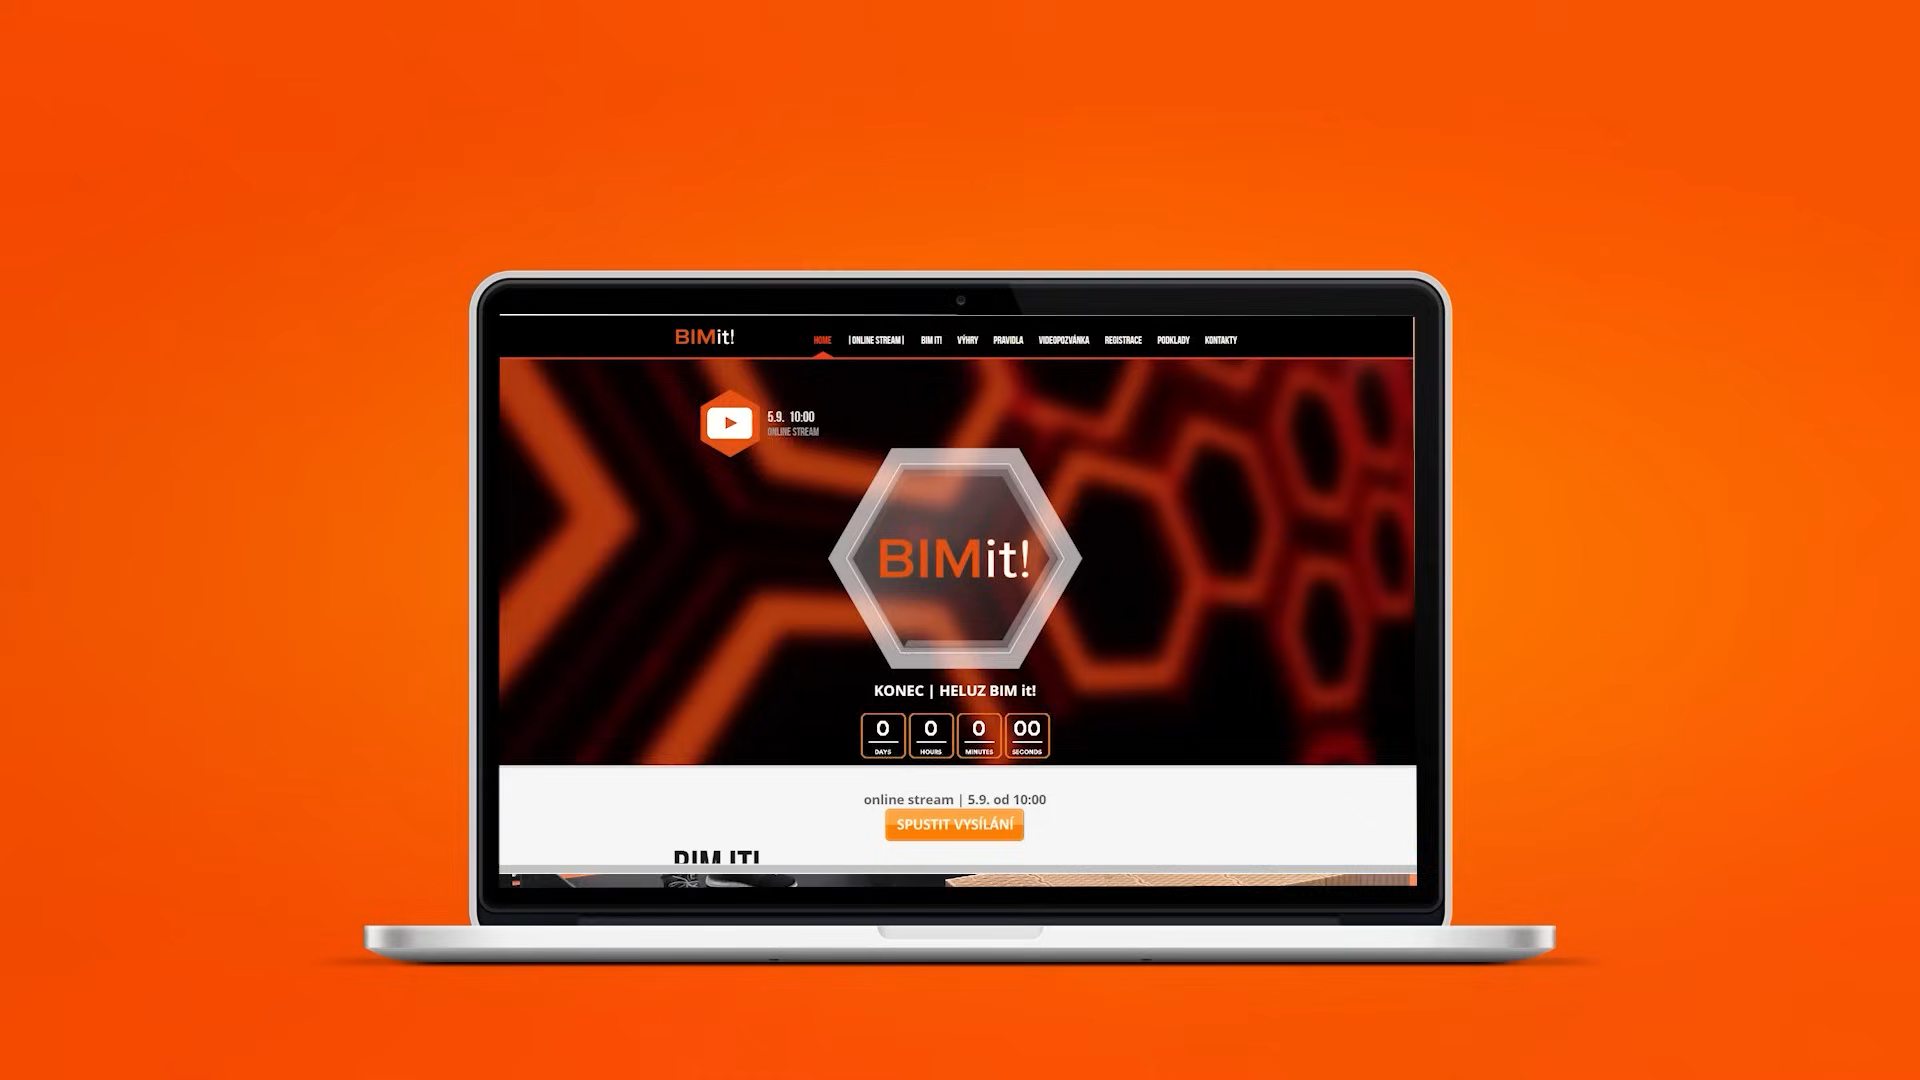 BIMit!
HOME |ONLINE STREAM| BIM IT! VÝHRY PRAVIDLA VIDEOPOZVÁNKA REGISTRACE PODKLADY KONTAKTY
5.9. 10:00
ONLINE STREAM
BIMit!
KONEC | HELUZ BIM it!
0 0 0 00
DAYS HOURS MINUTES SECONDS
online stream | 5.9. od 10:00
SPUSTIT VYSÍLÁNÍ
BIM IT!